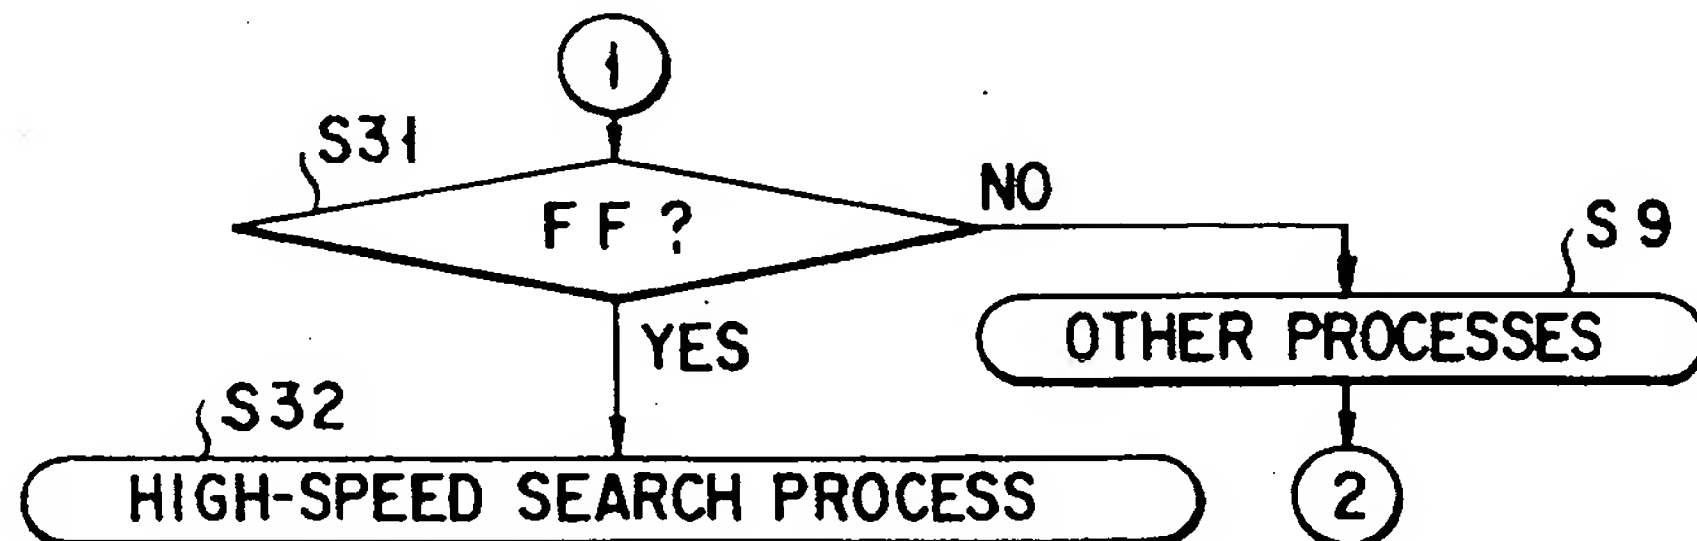 1
S31
NO
FF?
S9
YES
OTHER PROCESSES
S32
HIGH-SPEED SEARCH PROCESS
2